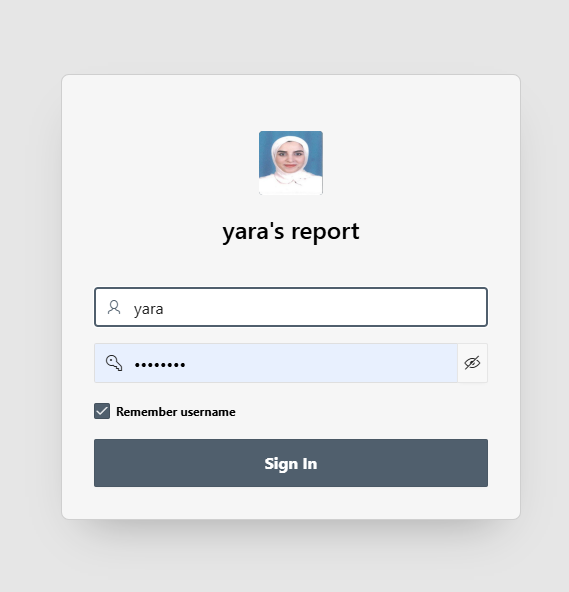 yara's report
yara
••••••••
Remember username
Sign In